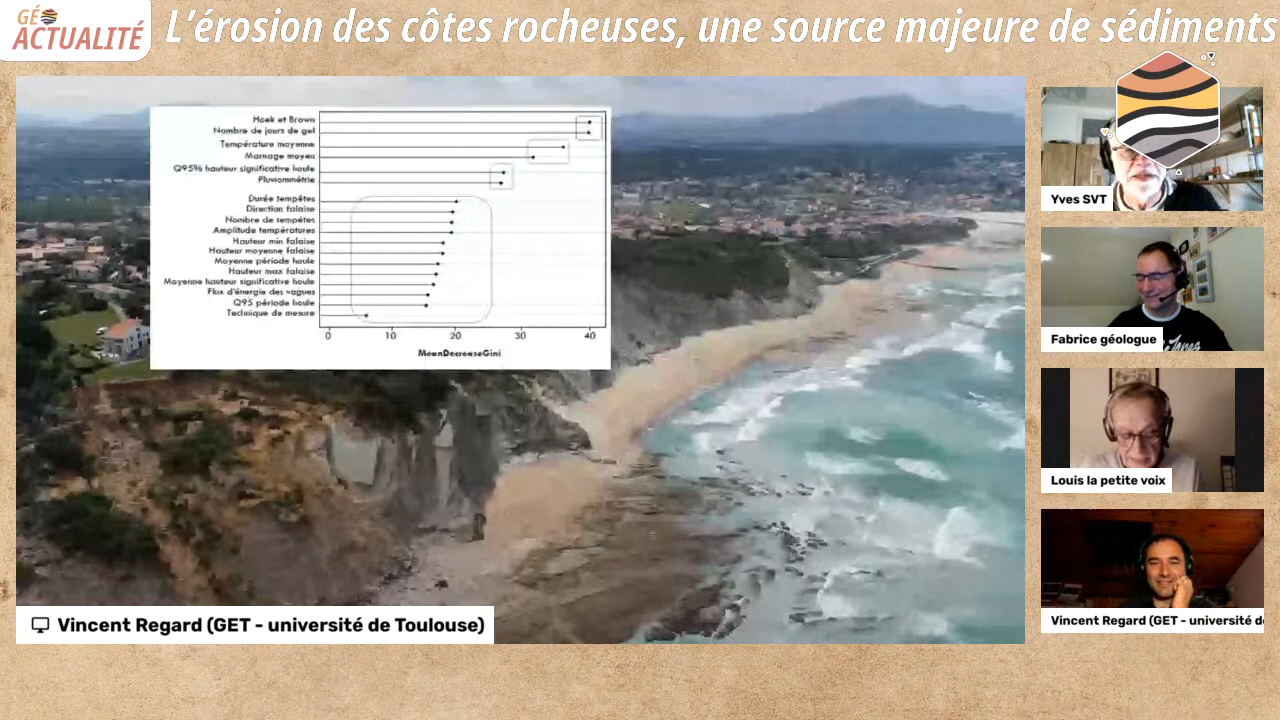 GÉ
ACTUALITÉ
L'érosion des côtes rocheuses, une source majeure de sédiments
Hoek et Brown
Nombre de jours de gel
Température moyenne
Marnage moyen
Q95% hauteur significative houle
Pluviométrie
Durée tempêtes
Direction falaise
Nombre de tempêtes
Amplitude températures
Hauteur min falaise
Hauteur moyenne falaise
Moyenne période houle
Hauteur max falaise
Moyenne hauteur significative houle
Flux d'énergie des vagues
Q95 période houle
Technique de mesure
0 10 20 30 40
MeanDecreaseGini
Vincent Regard (GET - université de Toulouse)
Yves SVT
Fabrice géologue
Louis la petite voix
Vincent Regard (GET - université d